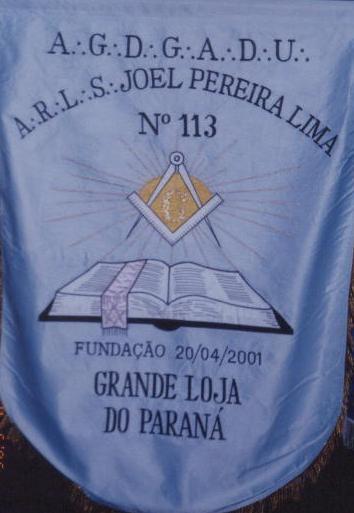 A∴G∴D∴G∴A∴D∴U∴
A∴R∴L∴S∴JOEL PEREIRA LIMA
Nº 113
FUNDAÇÃO 20/04/2001
GRANDE LOJA
DO PARANÁ